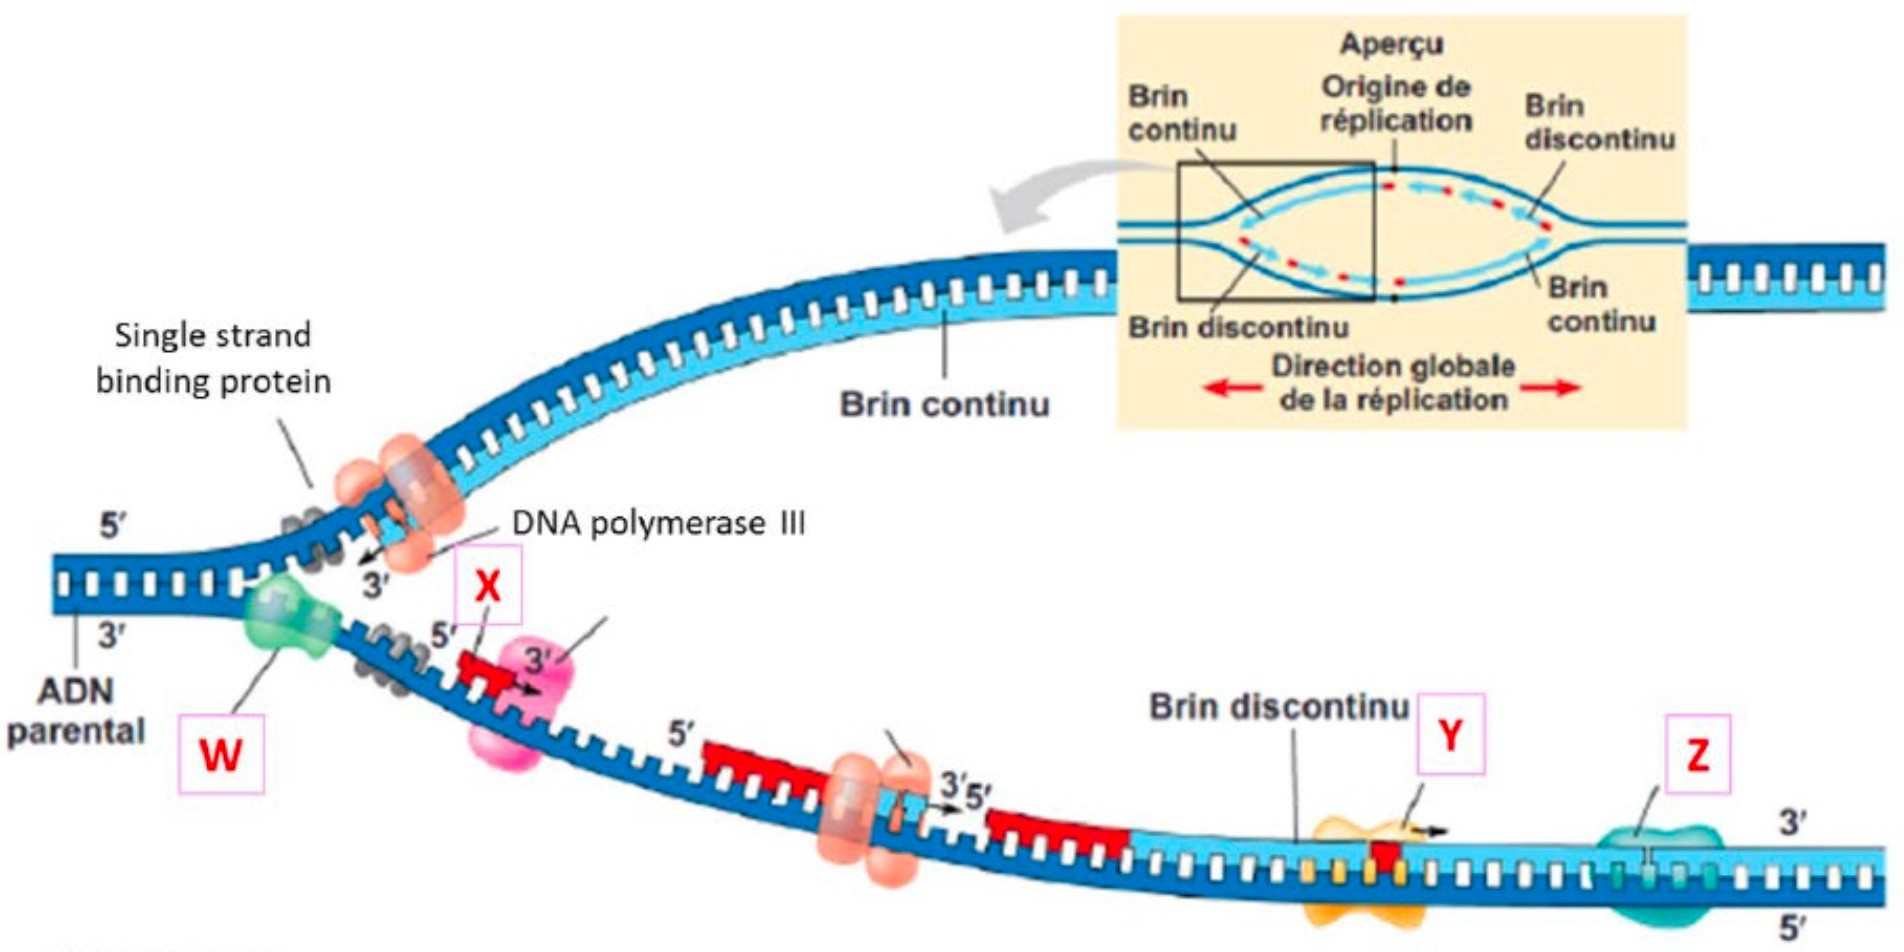 Aperçu
Origine de
réplication
Brin
continu
Brin
discontinu
Brin discontinu
Brin
continu
Direction globale
de la réplication
Single strand
binding protein
Brin continu
5′
DNA polymerase III
3′
X
3′
5′
3′
ADN
parental
W
5′
Brin discontinu
Y
Z
3′
5′
3′
5′